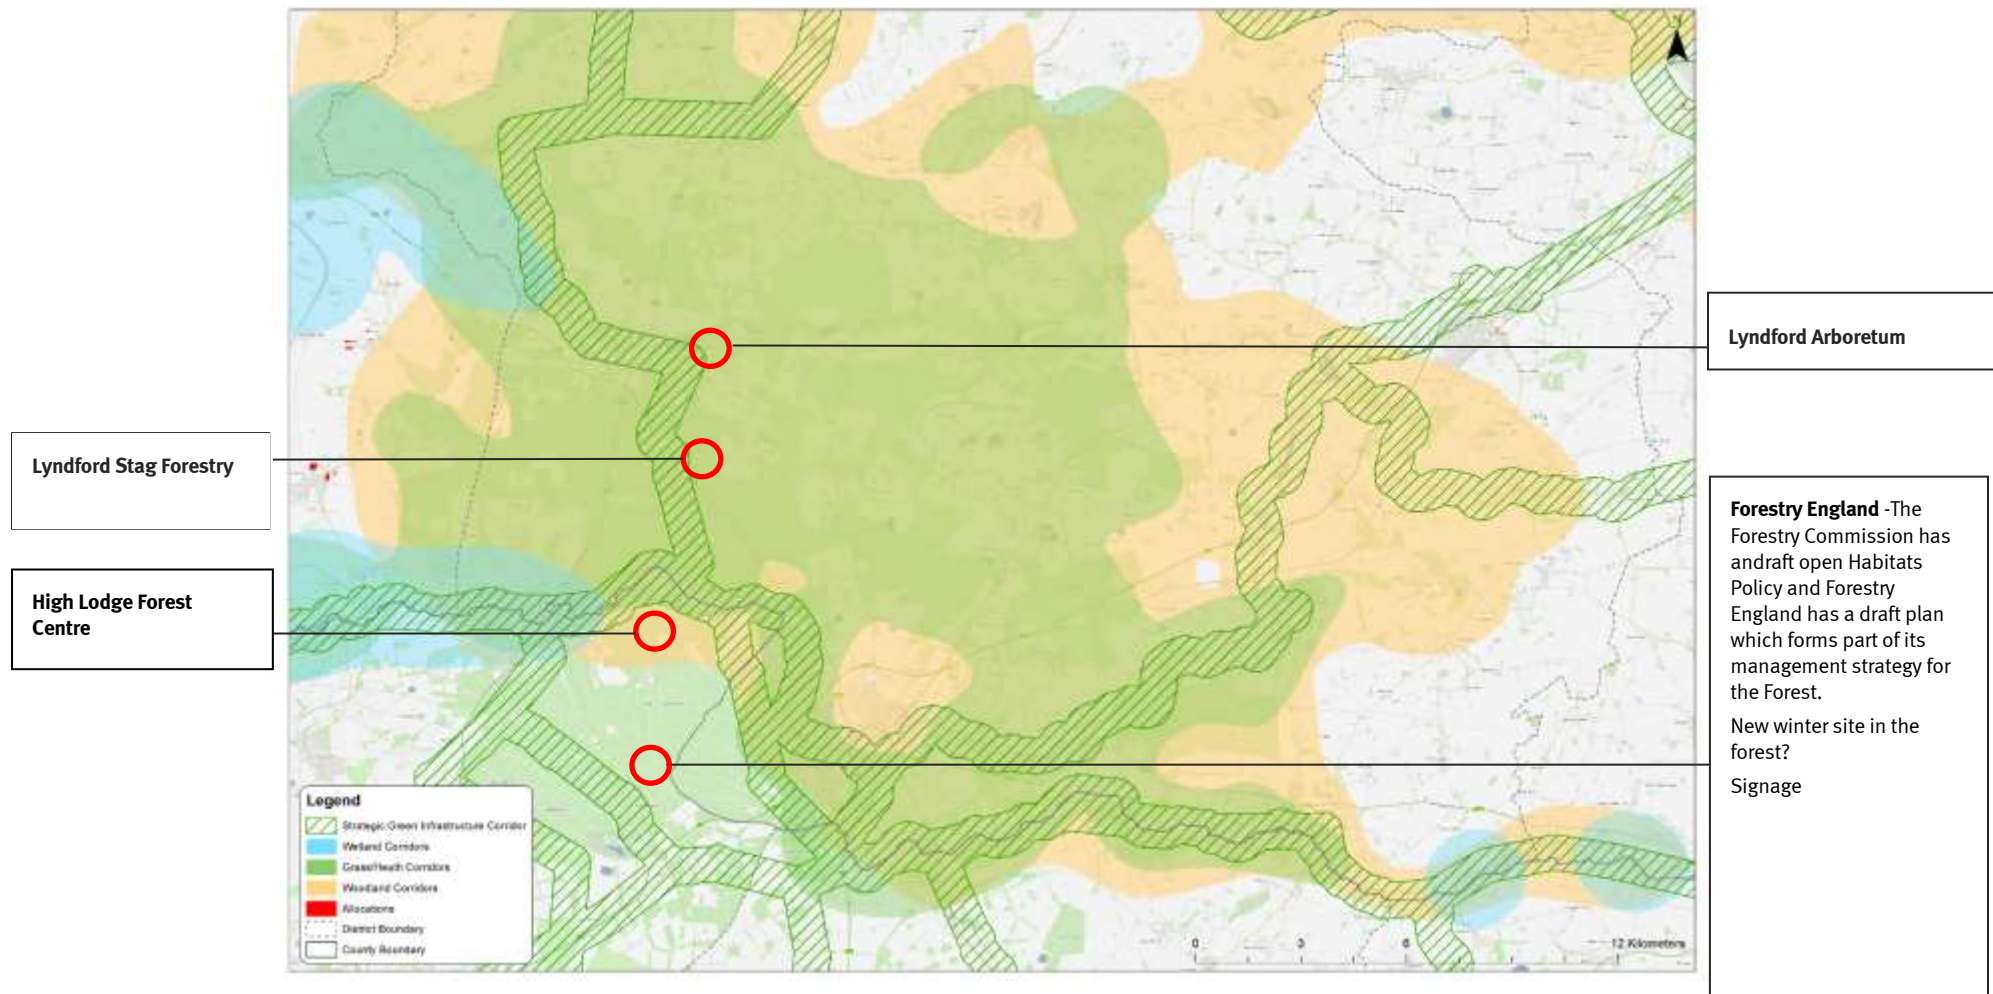 Lyndford Arboretum
Lyndford Stag Forestry
High Lodge Forest
Centre
Forestry England -The
Forestry Commission has
andraft open Habitats
Policy and Forestry
England has a draft plan
which forms part of its
management strategy for
the Forest.
New winter site in the
forest?
Signage
Legend
Strategic Green Infrastructure Corridor
Wetland Corridors
Grass/Heath Corridors
Woodland Corridors
Allocations
District Boundary
County Boundary
0 3 6 12 Kilometers